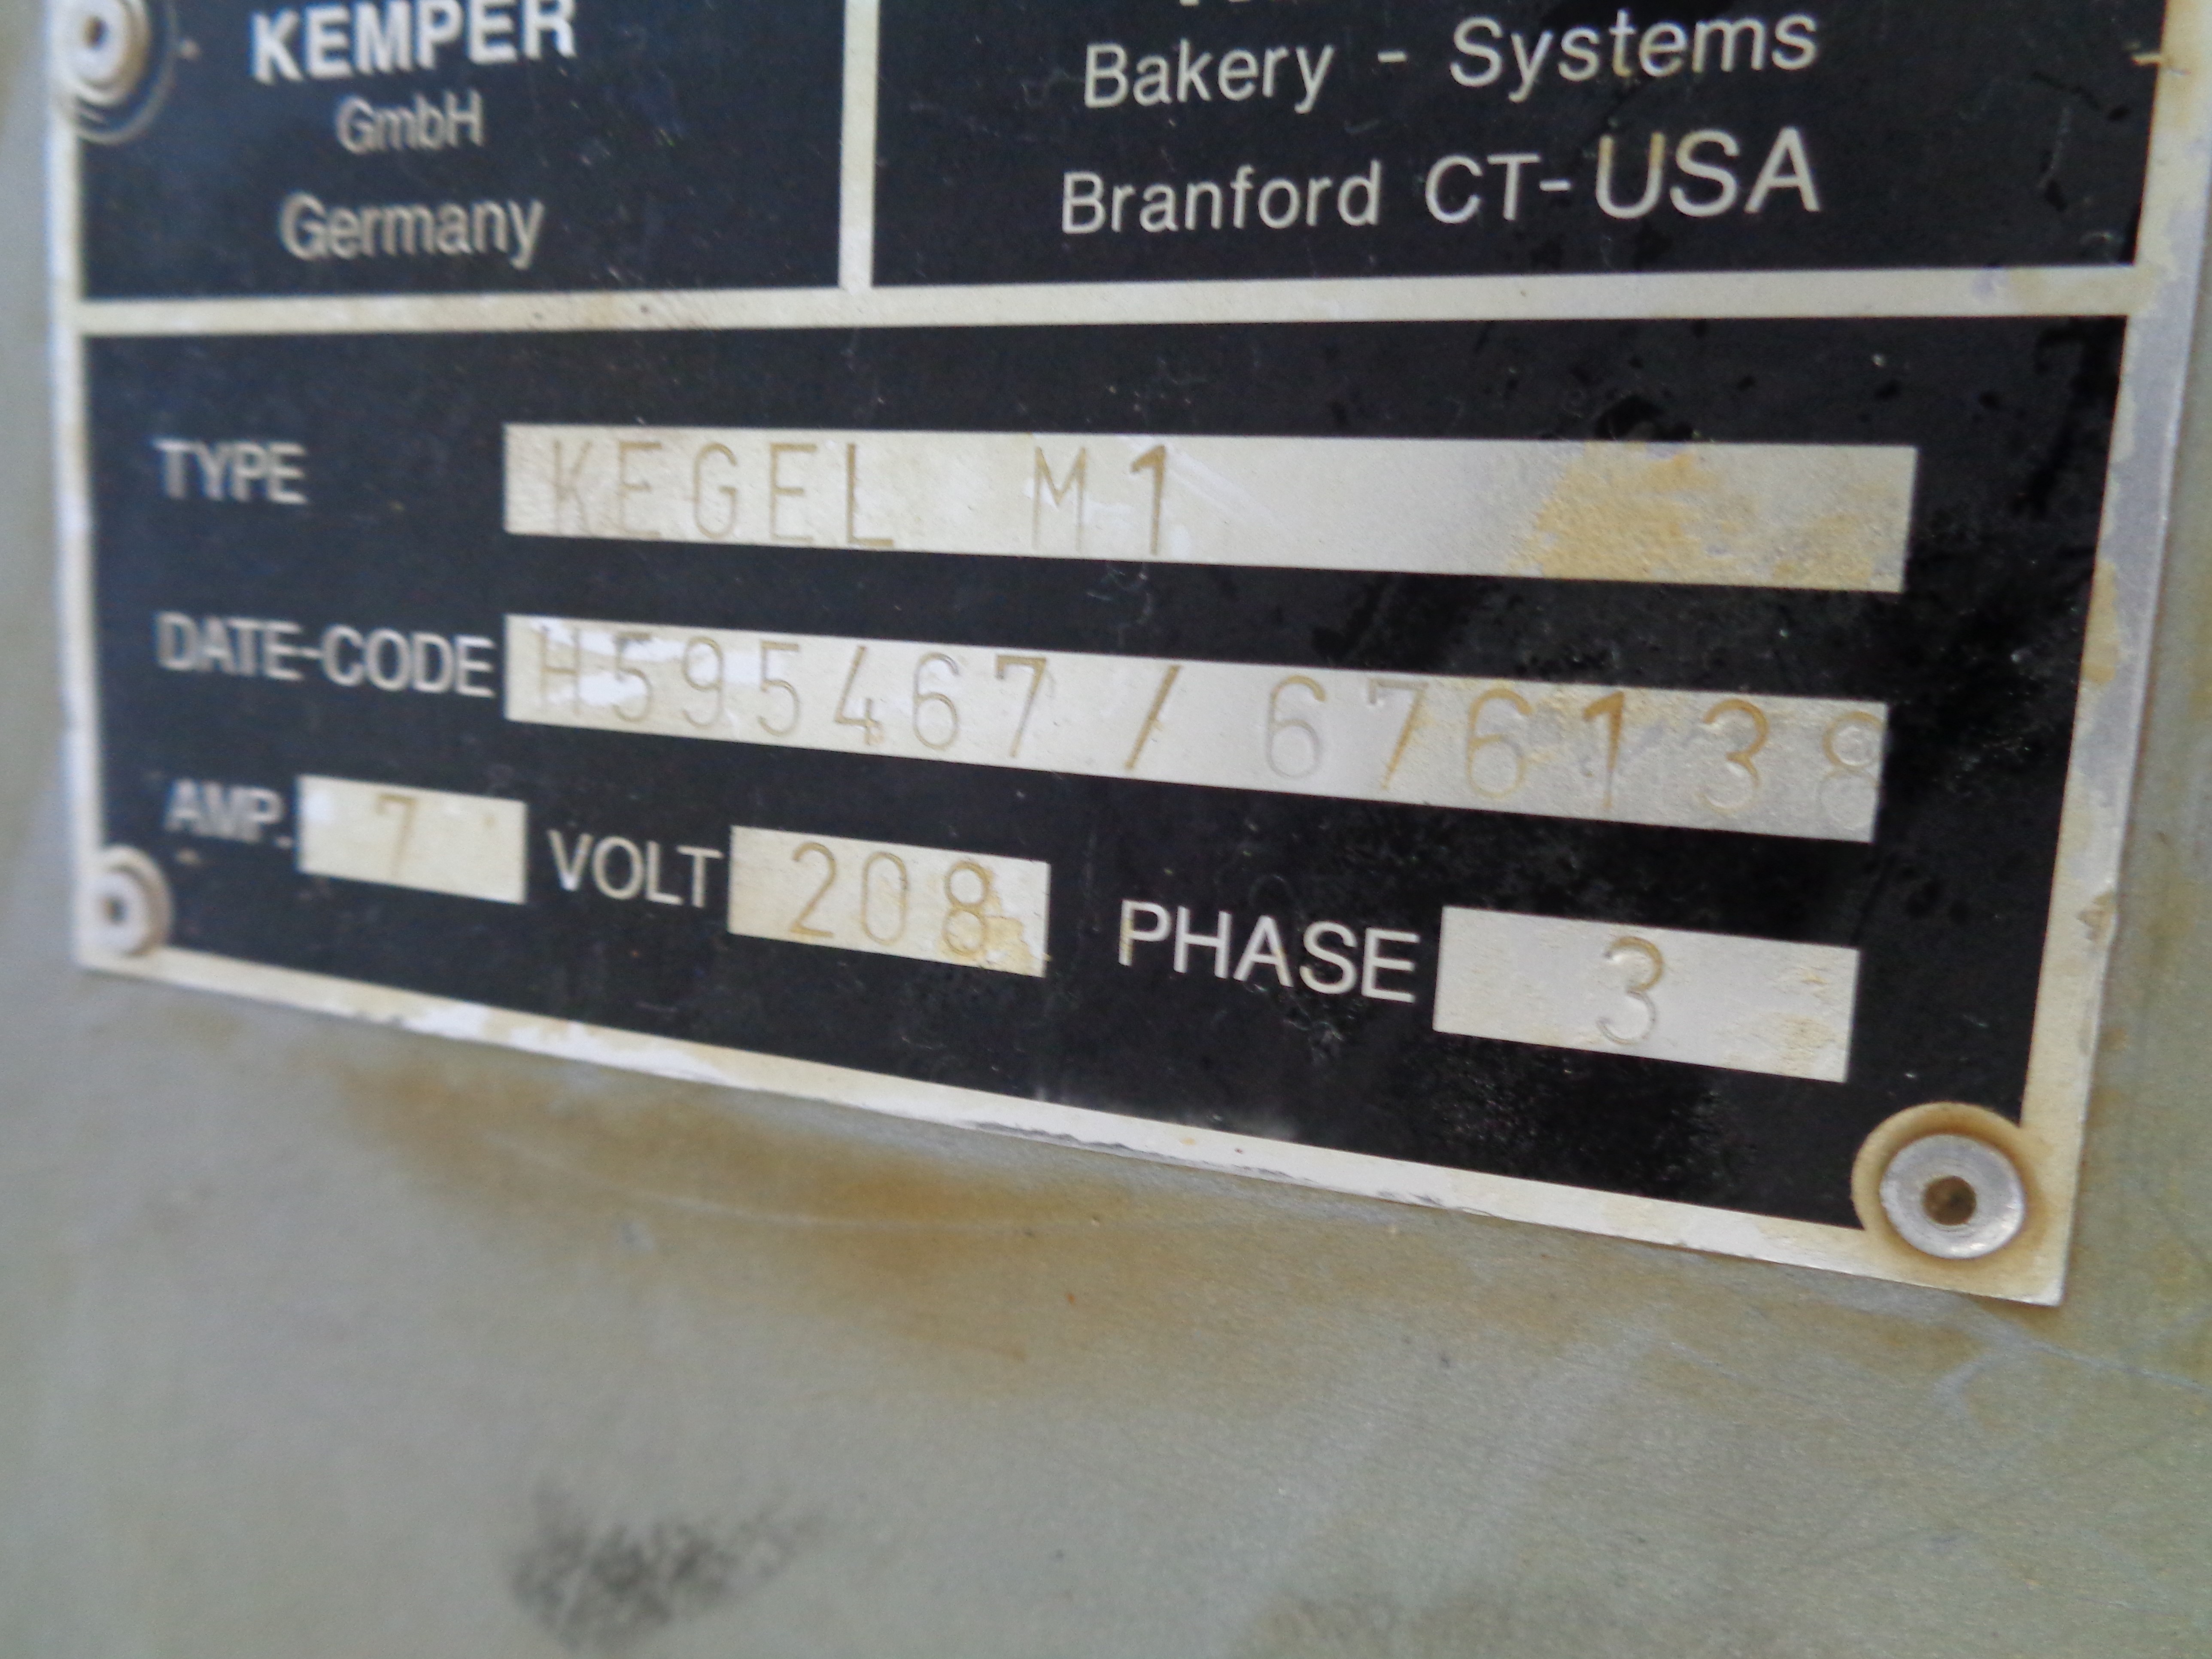 KEMPER
GmbH
Germany
Bakery - Systems
Branford CT-USA
TYPE KEGEL M1
DATE-CODE H595467 / 676138
AMP. 7 VOLT 208 PHASE 3